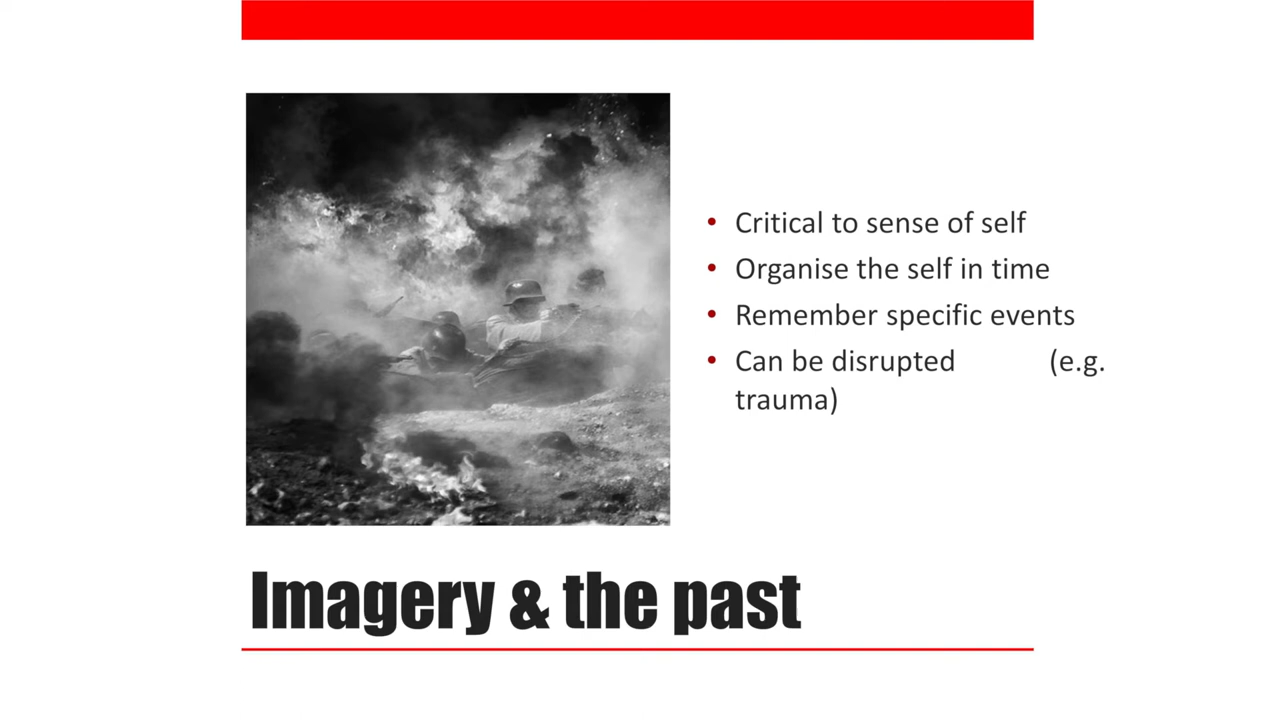 • Critical to sense of self
• Organise the self in time
• Remember specific events
• Can be disrupted (e.g.
trauma)
Imagery & the past